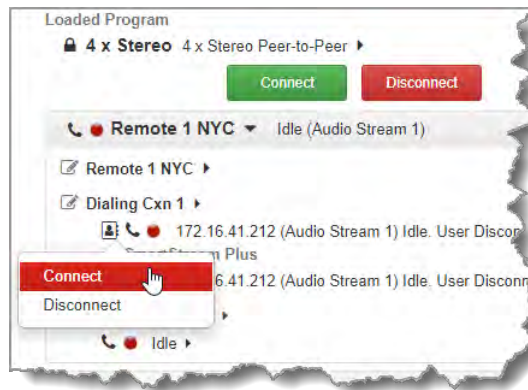 Loaded Program
4 x Stereo 4 x Stereo Peer-to-Peer
Connect Disconnect
Remote 1 NYC Idle (Audio Stream 1)
Remote 1 NYC
Dialing Cxn 1
172.16.41.212 (Audio Stream 1) Idle. User Discon
SmartStream Plus
Connect 6.41.212 (Audio Stream 1) Idle. User Disconn
Disconnect
Idle